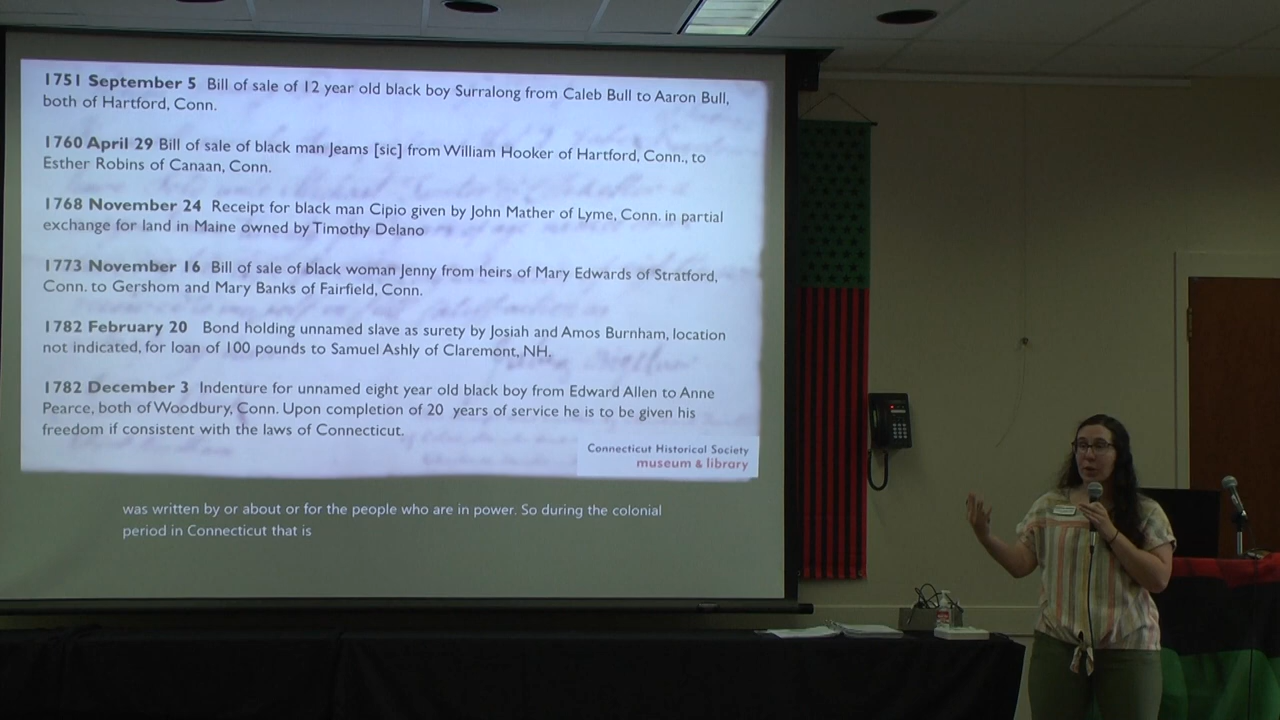 1751 September 5 Bill of sale of 12 year old black boy Surralong from Caleb Bull to Aaron Bull,
both of Hartford, Conn.
1760 April 29 Bill of sale of black man Jeams [sic] from William Hooker of Hartford, Conn., to
Esther Robins of Canaan, Conn.
1768 November 24 Receipt for black man Cipio given by John Mather of Lyme, Conn. in partial
exchange for land in Maine owned by Timothy Delano
1773 November 16 Bill of sale of black woman Jenny from heirs of Mary Edwards of Stratford,
Conn. to Gershom and Mary Banks of Fairfield, Conn.
1782 February 20 Bond holding unnamed slave as surety by Josiah and Amos Burnham, location
not indicated, for loan of 100 pounds to Samuel Ashly of Claremont, NH.
1782 December 3 Indenture for unnamed eight year old black boy from Edward Allen to Anne
Pearce, both of Woodbury, Conn. Upon completion of 20 years of service he is to be given his
freedom if consistent with the laws of Connecticut.
Connecticut Historical Society
museum & library
was written by or about or for the people who are in power. So during the colonial
period in Connecticut that is